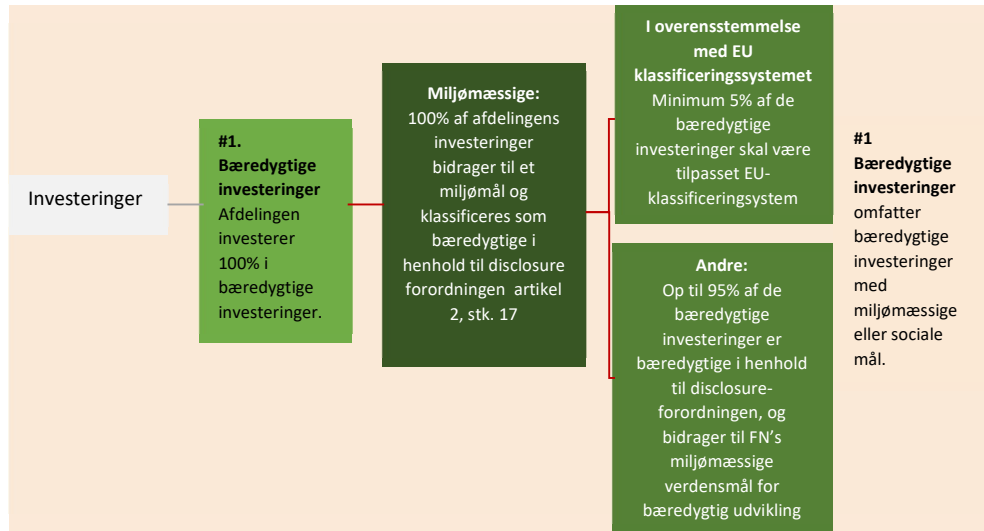 Investeringer
#1.
Bæredygtige
investeringer
Afdelingen
investerer
100% i
bæredygtige
investeringer.
Miljømæssige:
100% af afdelingens
investeringer
bidrager til et
miljømål og
klassificeres som
bæredygtige i
henhold til disclosure
forordningen artikel
2, stk. 17
I overensstemmelse
med EU
klassificeringssystemet
Minimum 5% af de
bæredygtige
investeringer skal være
tilpasset EU-
klassificeringsystem
Andre:
Op til 95% af de
bæredygtige
investeringer er
bæredygtige i henhold
til disclosure-
forordningen, og
bidrager til FN’s
miljømæssige
verdensmål for
bæredygtig udvikling
#1
Bæredygtige
investeringer
omfatter
bæredygtige
investeringer
med
miljømæssige
eller sociale
mål.